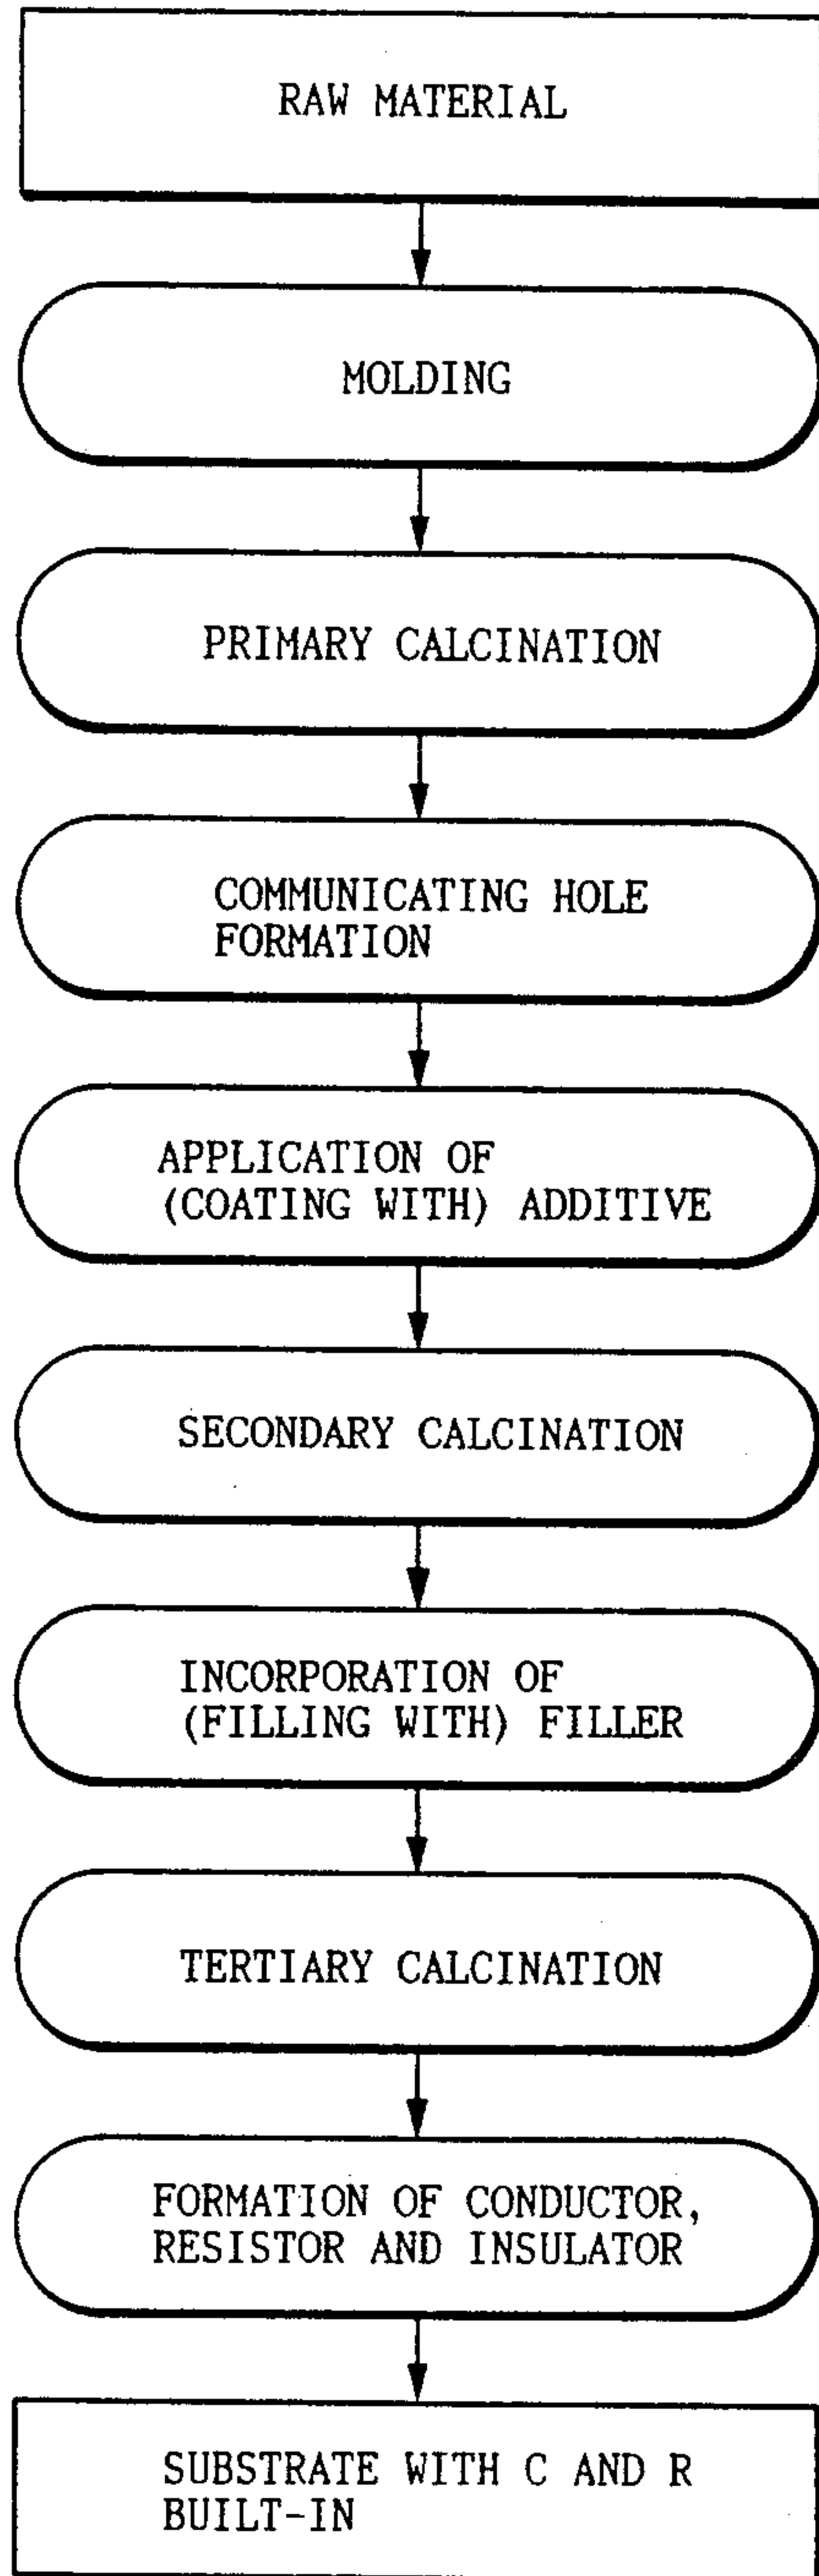 RAW MATERIAL
MOLDING
PRIMARY CALCINATION
COMMUNICATING HOLE
FORMATION
APPLICATION OF
(COATING WITH) ADDITIVE
SECONDARY CALCINATION
INCORPORATION OF
(FILLING WITH) FILLER
TERTIARY CALCINATION
FORMATION OF CONDUCTOR,
RESISTOR AND INSULATOR
SUBSTRATE WITH C AND R
BUILT-IN